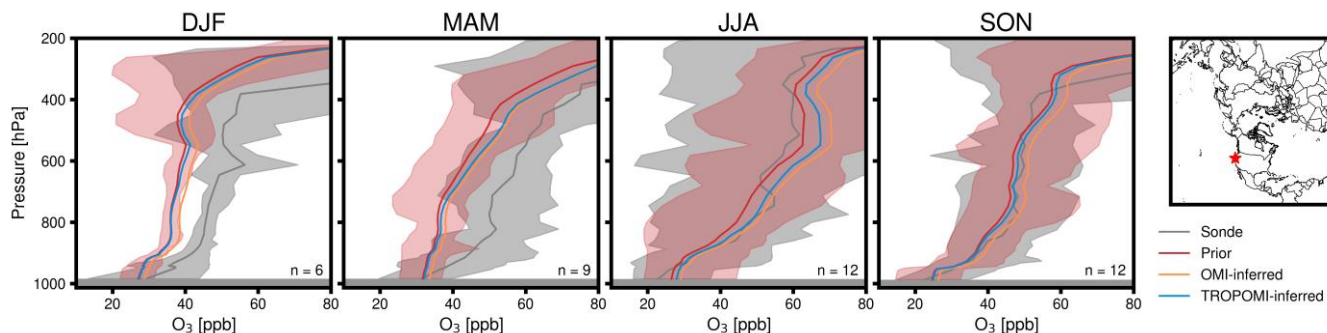 DJF
MAM
JJA
SON
Pressure [hPa]
200
400
600
800
1000
n = 6
n = 9
n = 12
n = 12
20 40 60 80
20 40 60 80
20 40 60 80
20 40 60 80
O₃ [ppb]
O₃ [ppb]
O₃ [ppb]
O₃ [ppb]
Sonde
Prior
OMI-inferred
TROPOMI-inferred